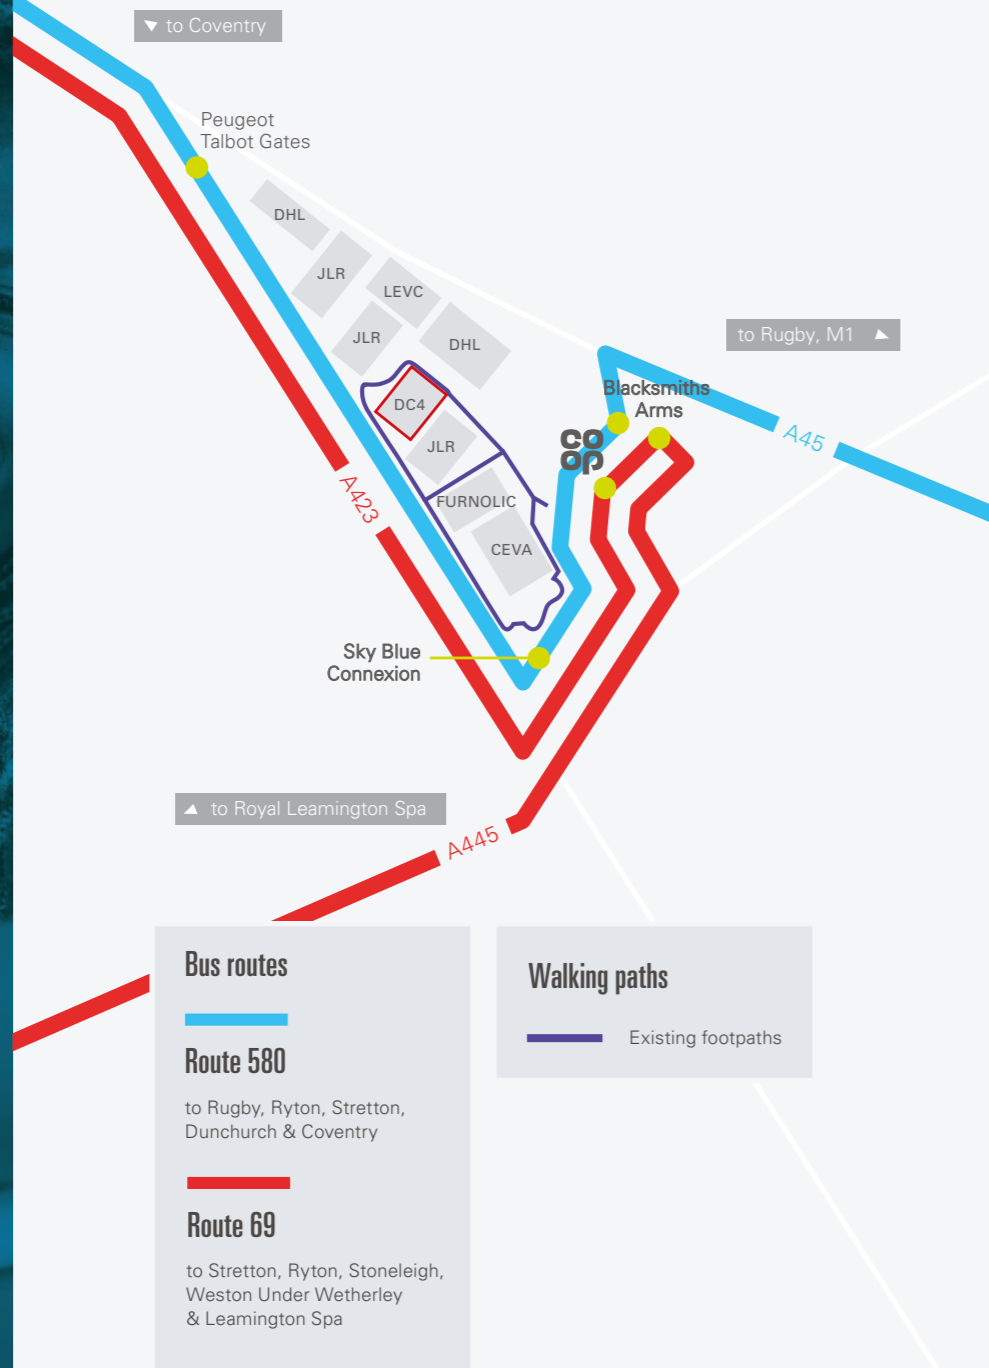 to Coventry
Peugeot
Talbot Gates
DHL
JLR
LEVC
JLR
DHL
to Rugby, M1
Blacksmiths
Arms
DC4
A45
co
op
JLR
A423
FURNOLIC
CEVA
Sky Blue
Connexion
to Royal Leamington Spa
A445
Bus routes
Route 580
to Rugby, Ryton, Stretton,
Dunchurch & Coventry
Route 69
to Stretton, Ryton, Stoneleigh,
Weston Under Wetherley
& Leamington Spa
Walking paths
Existing footpaths